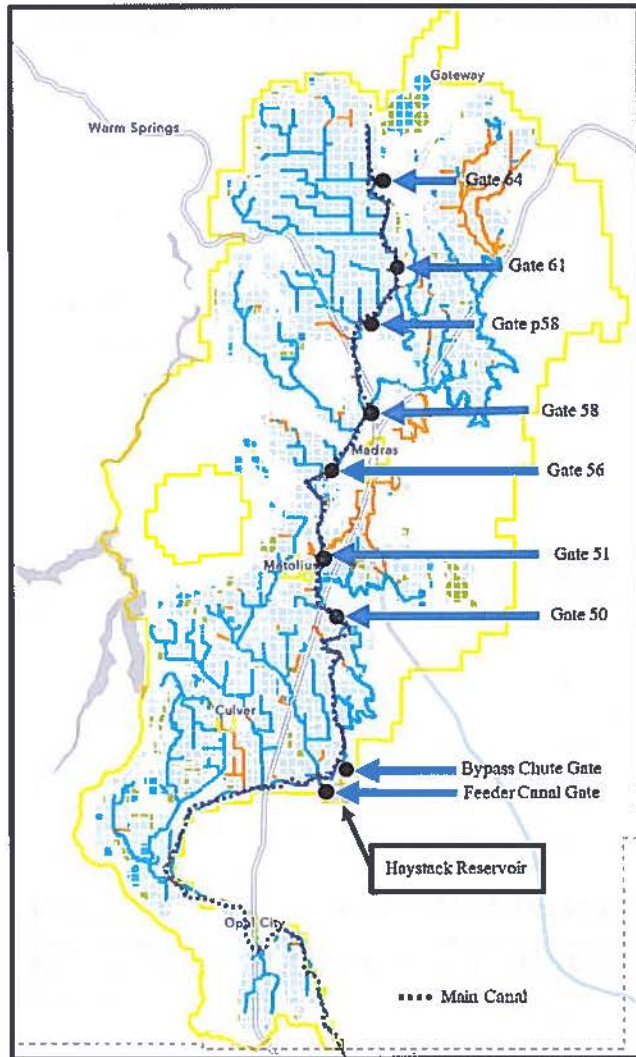 Gateway
Warm Springs
Gate 64
Gate 61
Gate p58
Gate 58
Madras
Gate 56
Gate 51
Metolius
Gate 50
Culver
Bypass Chute Gate
Feeder Canal Gate
Haystack Reservoir
Opal City
Main Canal